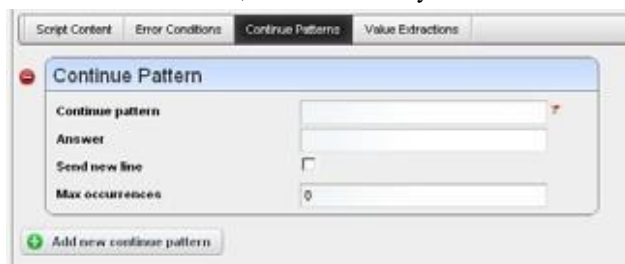 Script Content Error Conditions Continue Patterns Value Extractions
Continue Pattern
Continue pattern *
Answer
Send new line
Max occurrences 0
Add new continue pattern